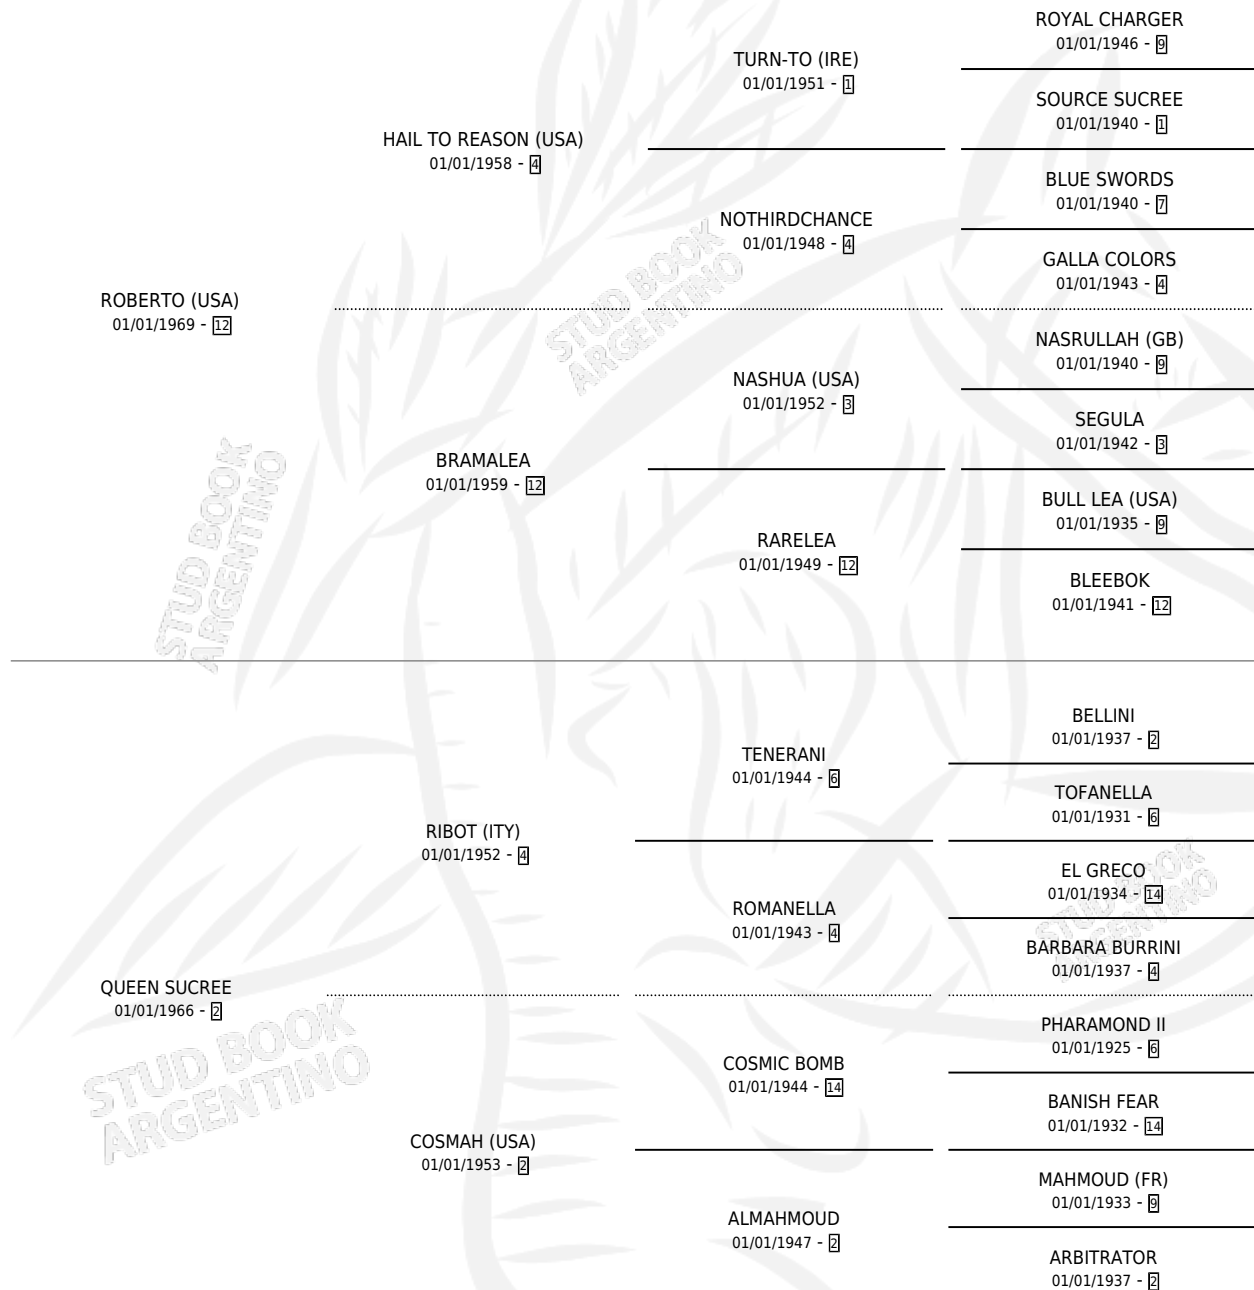 ROBERTO (USA)
01/01/1969 - 12
HAIL TO REASON (USA)
01/01/1958 - 4
TURN-TO (IRE)
01/01/1951 - 1
ROYAL CHARGER
01/01/1946 - 9
SOURCE SUCREE
01/01/1940 - 1
NOTHIRDCHANCE
01/01/1948 - 4
BLUE SWORDS
01/01/1940 - 7
GALLA COLORS
01/01/1943 - 4
BRAMALEA
01/01/1959 - 12
NASHUA (USA)
01/01/1952 - 3
NASRULLAH (GB)
01/01/1940 - 9
SEGULA
01/01/1942 - 3
RARELEA
01/01/1949 - 12
BULL LEA (USA)
01/01/1935 - 9
BLEEBOK
01/01/1941 - 12
QUEEN SUCREE
01/01/1966 - 2
RIBOT (ITY)
01/01/1952 - 4
TENERANI
01/01/1944 - 6
BELLINI
01/01/1937 - 2
TOFANELLA
01/01/1931 - 6
ROMANELLA
01/01/1943 - 4
EL GRECO
01/01/1934 - 14
BARBARA BURRINI
01/01/1937 - 4
COSMAH (USA)
01/01/1953 - 2
COSMIC BOMB
01/01/1944 - 14
PHARAMOND II
01/01/1925 - 6
BANISH FEAR
01/01/1932 - 14
ALMAHMOUD
01/01/1947 - 2
MAHMOUD (FR)
01/01/1933 - 9
ARBITRATOR
01/01/1937 - 2
STUD BOOK
ARGENTINO
STUD BOOK
ARGENTINO
STUD BOOK
ARGENTINO
STUD BOOK
ARGENTINO